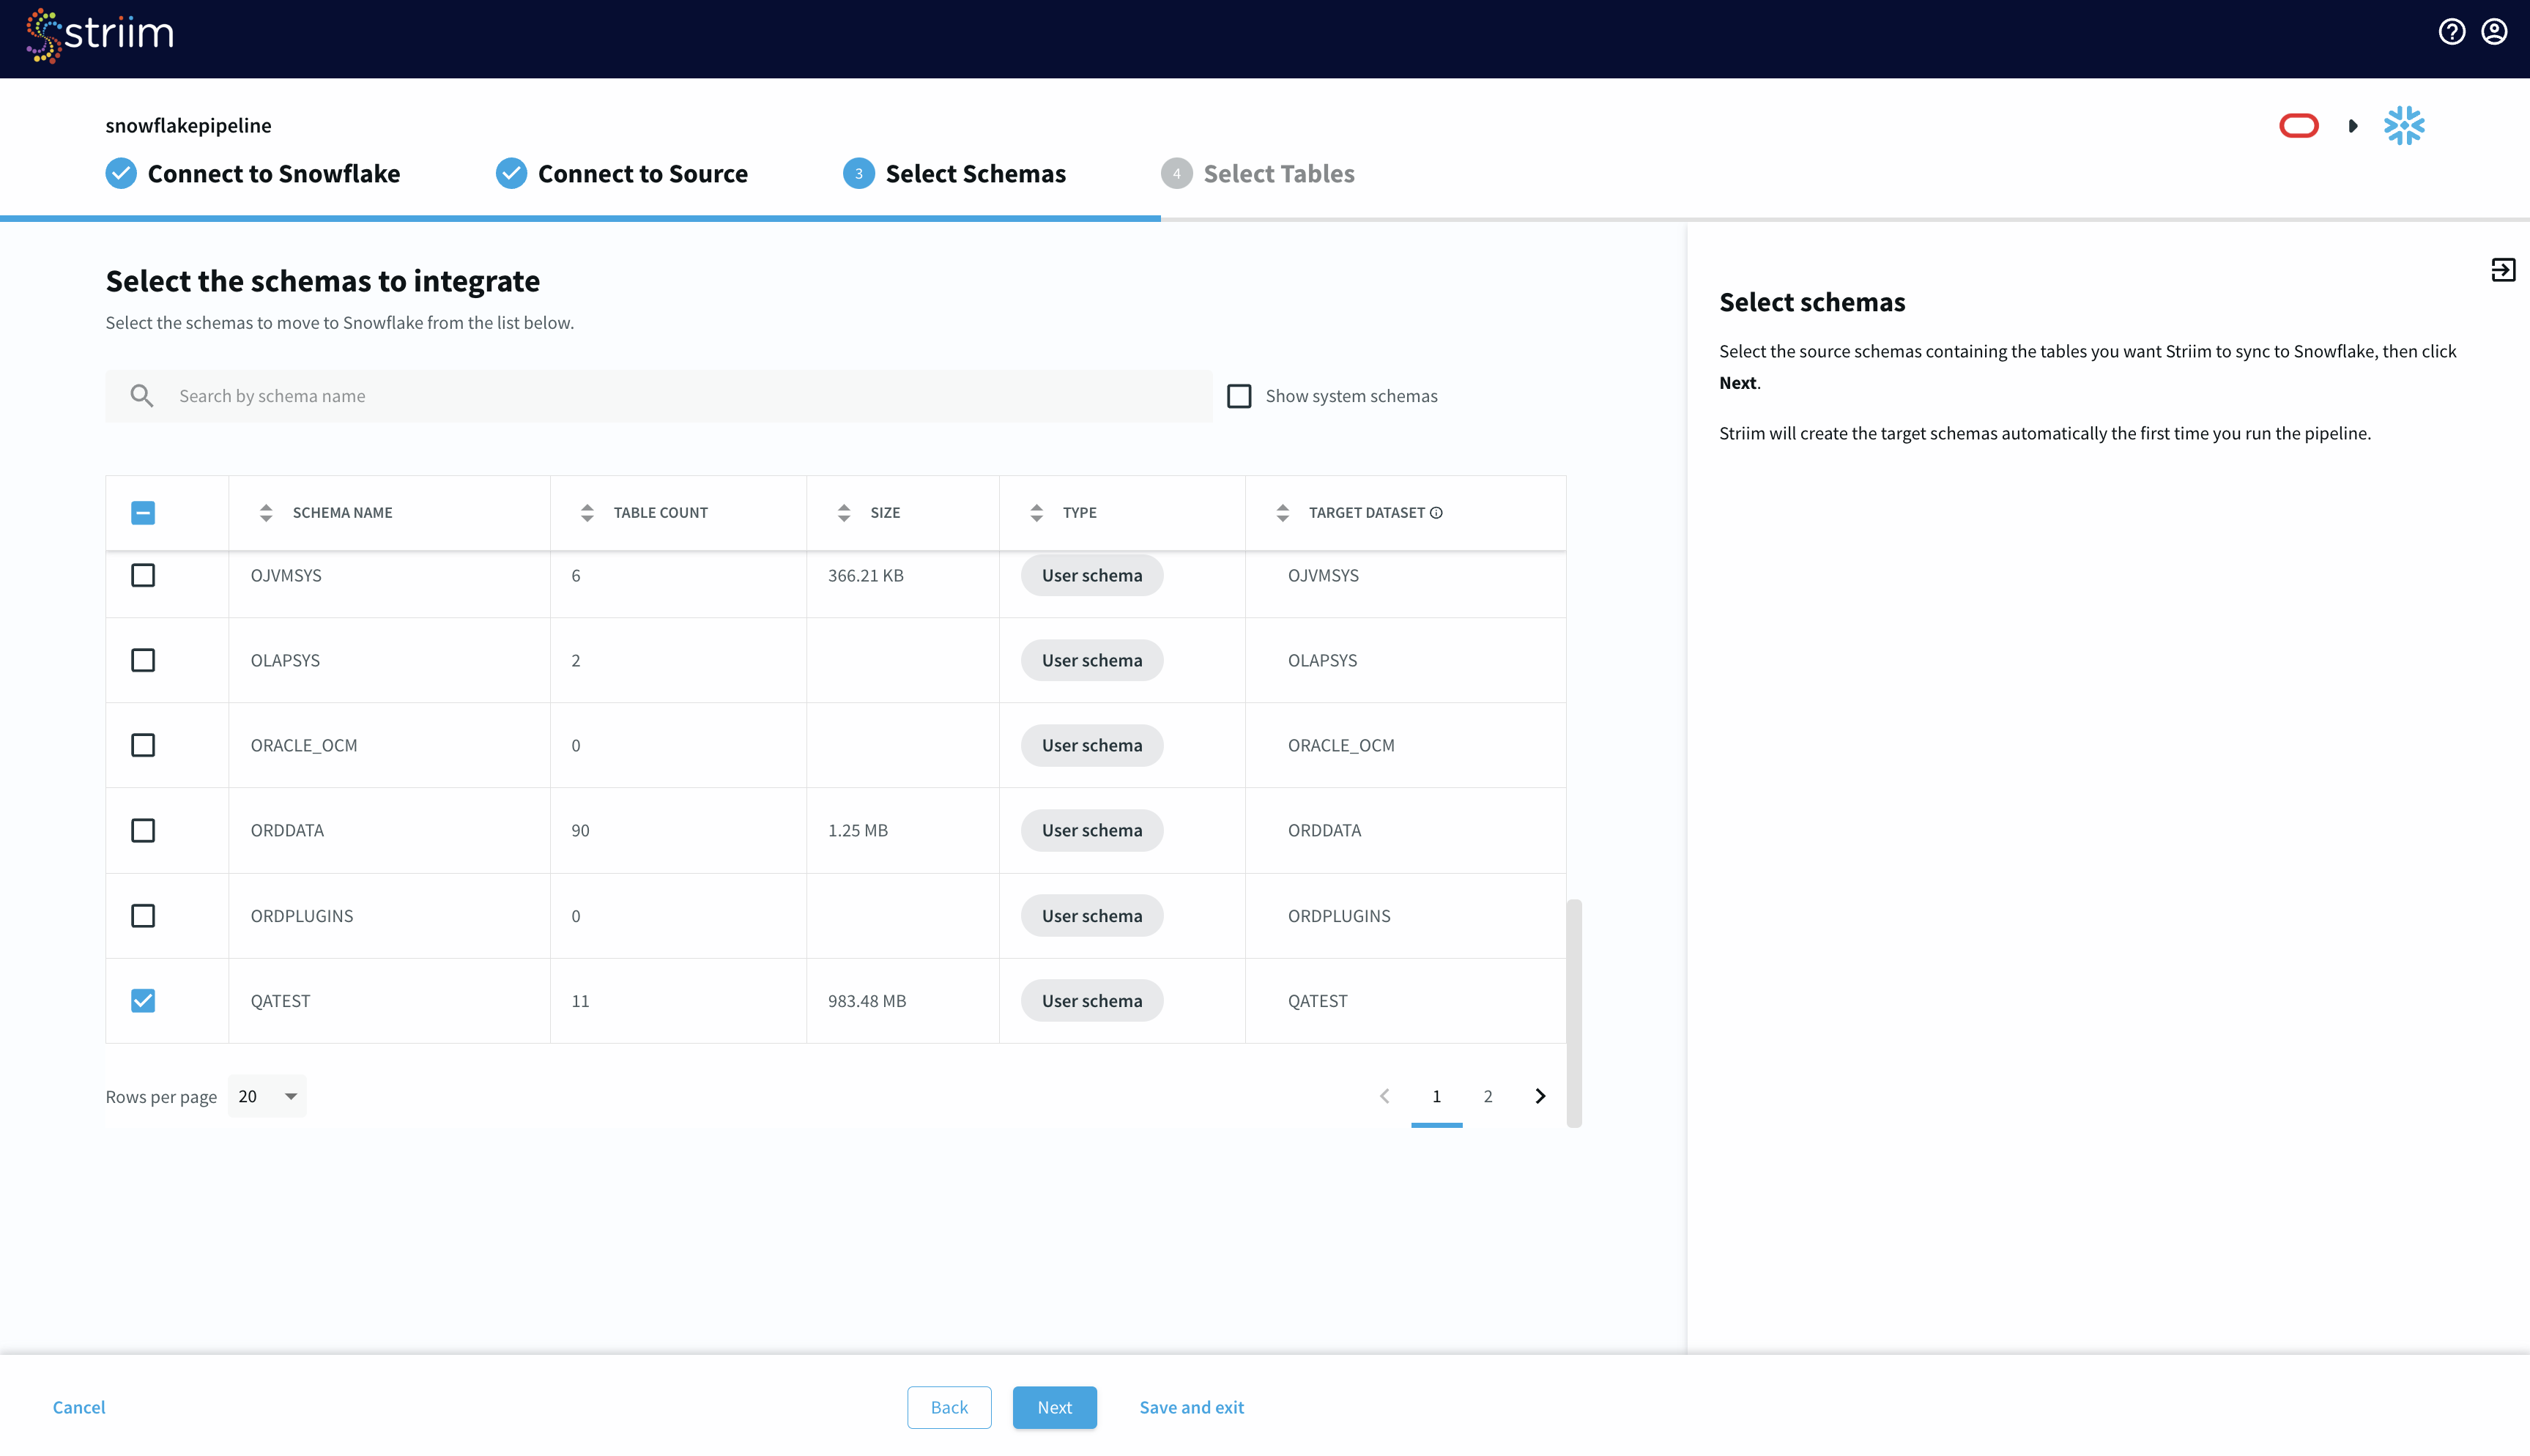 striim
snowflakepipeline
Connect to Snowflake
Connect to Source
3 Select Schemas
4 Select Tables
Select the schemas to integrate
Select the schemas to move to Snowflake from the list below.
Search by schema name
Show system schemas
SCHEMA NAME TABLE COUNT SIZE TYPE TARGET DATASET
OJVMSYS 6 366.21 KB User schema OJVMSYS
OLAPSYS 2 User schema OLAPSYS
ORACLE_OCM 0 User schema ORACLE_OCM
ORDDATA 90 1.25 MB User schema ORDDATA
ORDPLUGINS 0 User schema ORDPLUGINS
QATEST 11 983.48 MB User schema QATEST
Rows per page 20
1 2
Select schemas
Select the source schemas containing the tables you want Striim to sync to Snowflake, then click
Next.
Striim will create the target schemas automatically the first time you run the pipeline.
Cancel
Back
Next
Save and exit